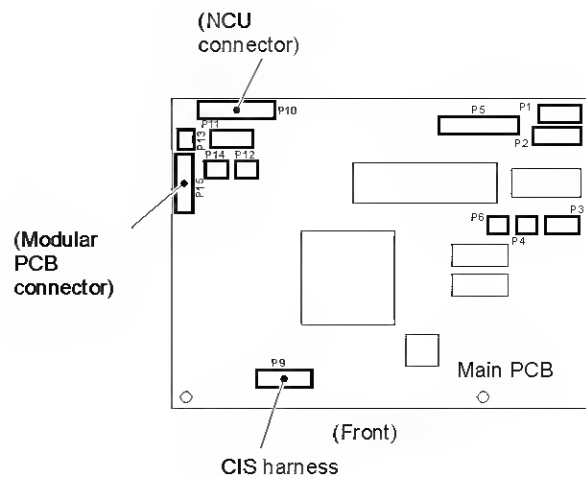 (NCU
connector)
P10
P5
P1
P11
P2
P13
P14 P12
P15
P3
P6
P4
(Modular
PCB
connector)
P9
Main PCB
(Front)
CIS harness